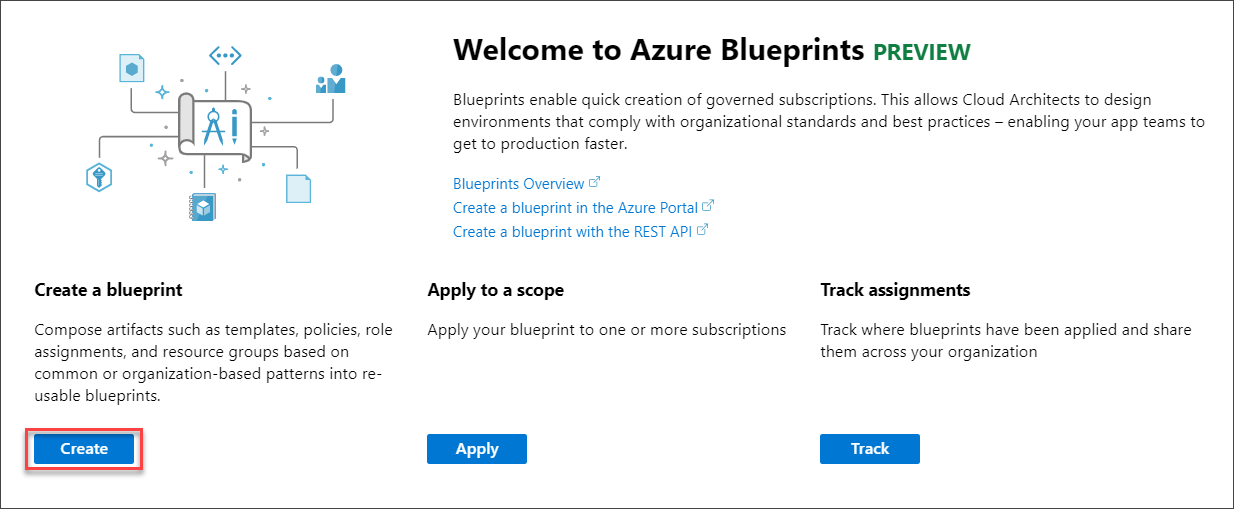 Welcome to Azure Blueprints PREVIEW
Blueprints enable quick creation of governed subscriptions. This allows Cloud Architects to design
environments that comply with organizational standards and best practices – enabling your app teams to
get to production faster.
Blueprints Overview
Create a blueprint in the Azure Portal
Create a blueprint with the REST API
Create a blueprint
Compose artifacts such as templates, policies, role
assignments, and resource groups based on
common or organization-based patterns into re-
usable blueprints.
Create
Apply to a scope
Apply your blueprint to one or more subscriptions
Apply
Track assignments
Track where blueprints have been applied and share
them across your organization
Track